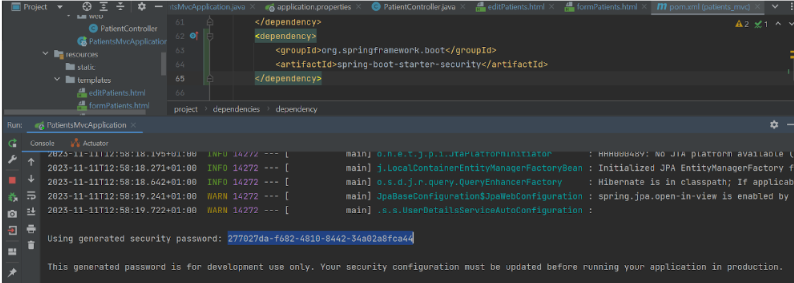 Project
itsMvcApplication.java
application.properties
PatientController.java
editPatients.html
formPatients.html
pom.xml (patients_mvc)
web
PatientController
PatientsMvcApplication
resources
static
templates
editPatients.html
formPatients.html
2
1
61 </dependency>
62 <dependency>
63 <groupId>org.springframework.boot</groupId>
64 <artifactId>spring-boot-starter-security</artifactId>
65 </dependency>
66
project › dependencies › dependency
Run: PatientsMvcApplication
Console Actuator
2023-11-11T12:58:18.195+01:00 INFO 14272 --- [ main] o.h.e.t.j.p.i.JtaPlatformInitiator : HHH000489: No JTA platform available (
2023-11-11T12:58:18.271+01:00 INFO 14272 --- [ main] j.LocalContainerEntityManagerFactoryBean : Initialized JPA EntityManagerFactory f
2023-11-11T12:58:18.642+01:00 INFO 14272 --- [ main] o.s.d.j.r.query.QueryEnhancerFactory : Hibernate is in classpath; If applicab
2023-11-11T12:58:19.241+01:00 WARN 14272 --- [ main] JpaBaseConfiguration$JpaWebConfiguration : spring.jpa.open-in-view is enabled by
2023-11-11T12:58:19.722+01:00 WARN 14272 --- [ main] .s.s.UserDetailsServiceAutoConfiguration :
Using generated security password: 277027da-f682-4810-8442-34a02a8fca44
This generated password is for development use only. Your security configuration must be updated before running your application in production.